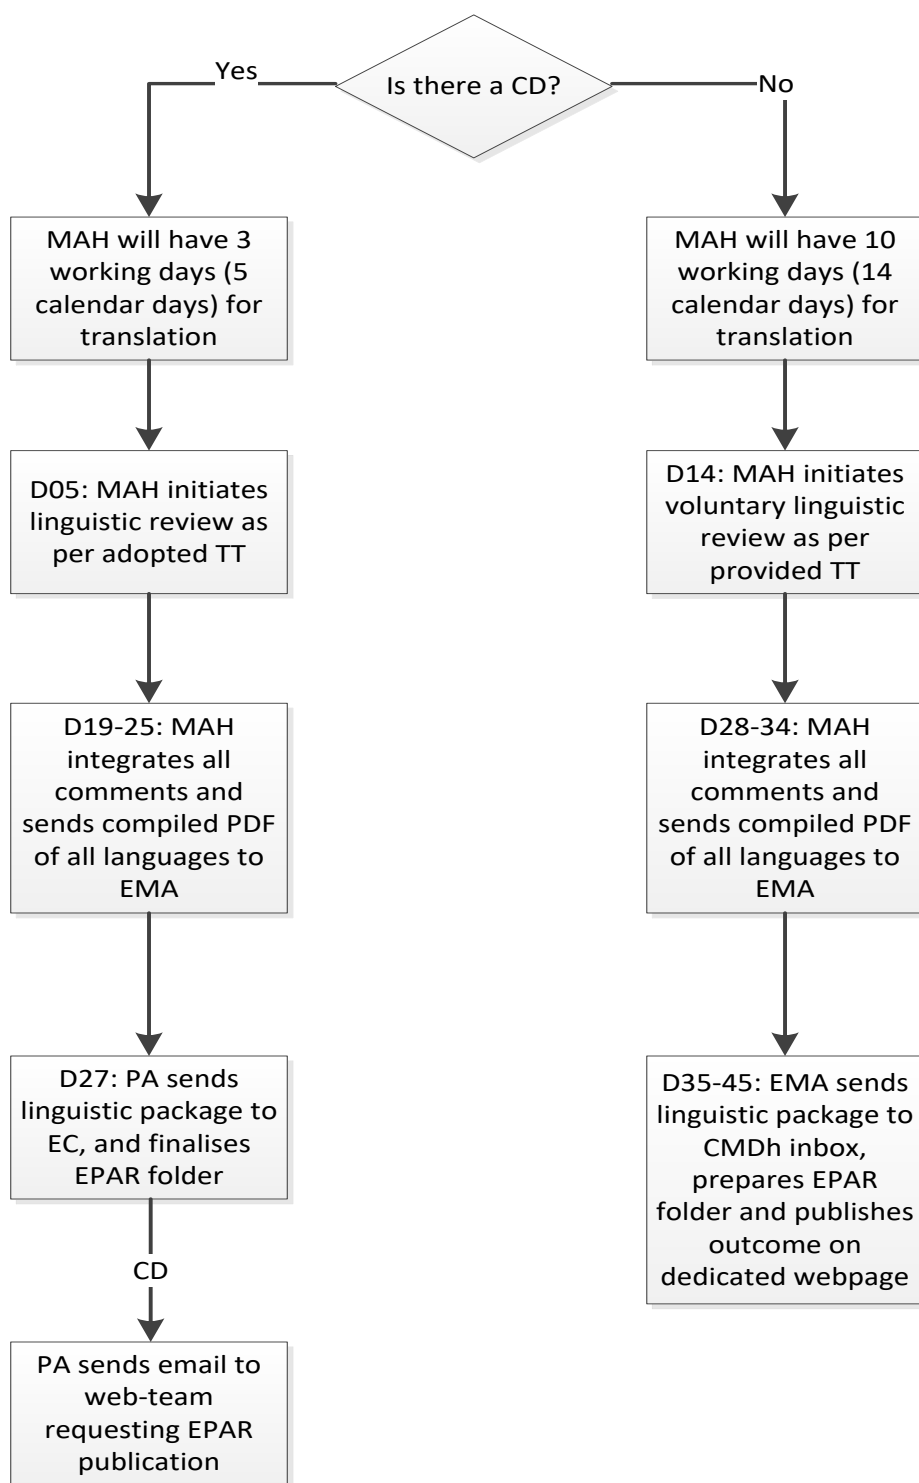 Is there a CD?
Yes
No
MAH will have 3
working days (5
calendar days) for
translation
MAH will have 10
working days (14
calendar days) for
translation
D05: MAH initiates
linguistic review as
per adopted TT
D14: MAH initiates
voluntary linguistic
review as per
provided TT
D19-25: MAH
integrates all
comments and
sends compiled PDF
of all languages to
EMA
D28-34: MAH
integrates all
comments and
sends compiled PDF
of all languages to
EMA
D27: PA sends
linguistic package to
EC, and finalises
EPAR folder
D35-45: EMA sends
linguistic package to
CMDh inbox,
prepares EPAR
folder and publishes
outcome on
dedicated webpage
CD
PA sends email to
web-team
requesting EPAR
publication